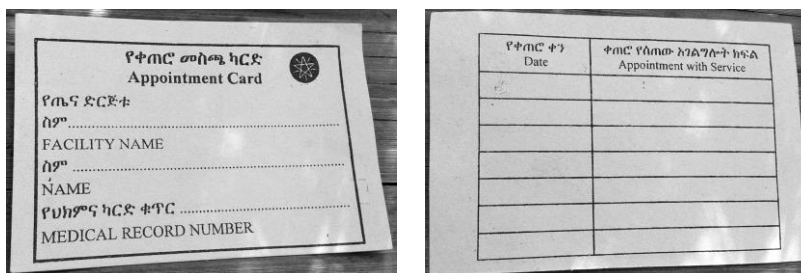 የቀጠሮ መስጫ ካርድ
Appointment Card
የጤና ድርጅቱ
ስም ................................................................
FACILITY NAME
ስም ................................................................
NAME
የህክምና ካርድ ቁጥር ........................................
MEDICAL RECORD NUMBER
የቀጠሮ ቀን
Date
ቀጠሮ የሰጠው አገልግሎት ክፍል
Appointment with Service